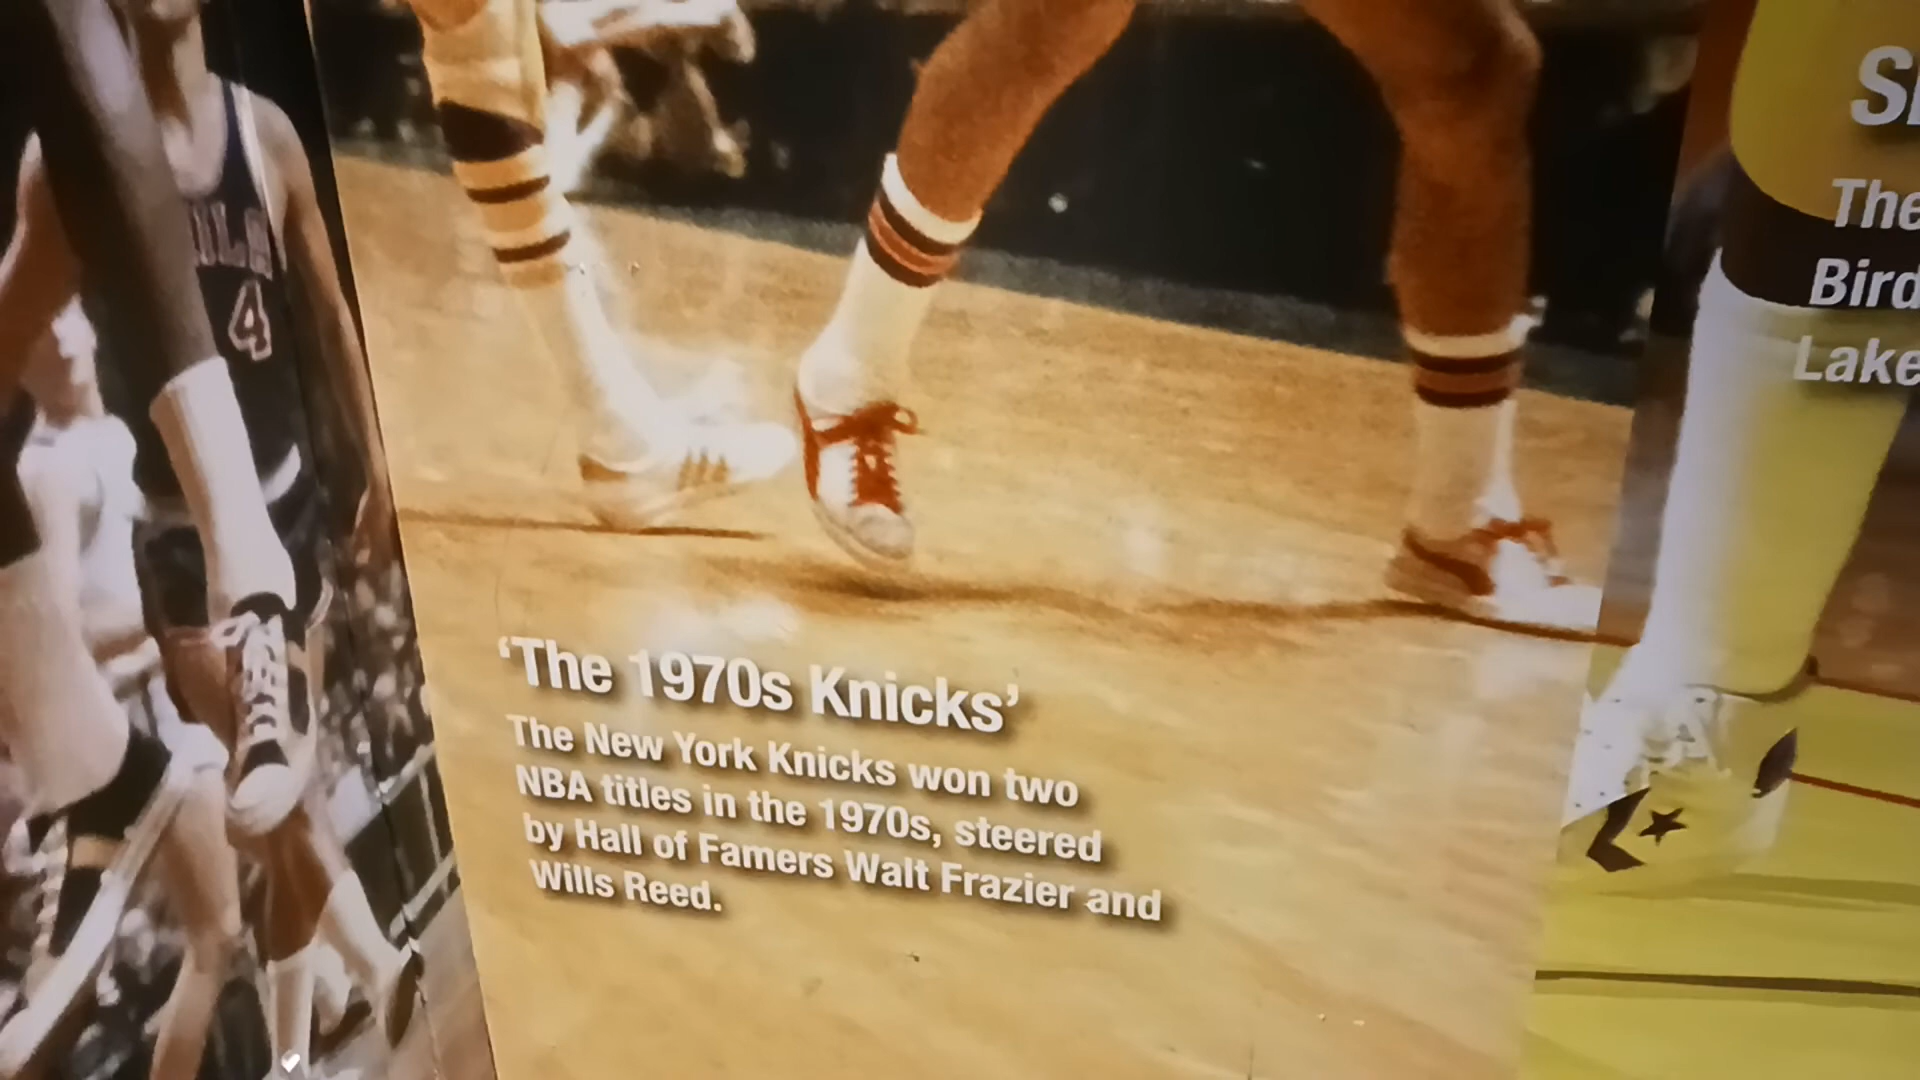 4
‘The 1970s Knicks’
The New York Knicks won two
NBA titles in the 1970s, steered
by Hall of Famers Walt Frazier and
Wills Reed.
The
Bird
Lake